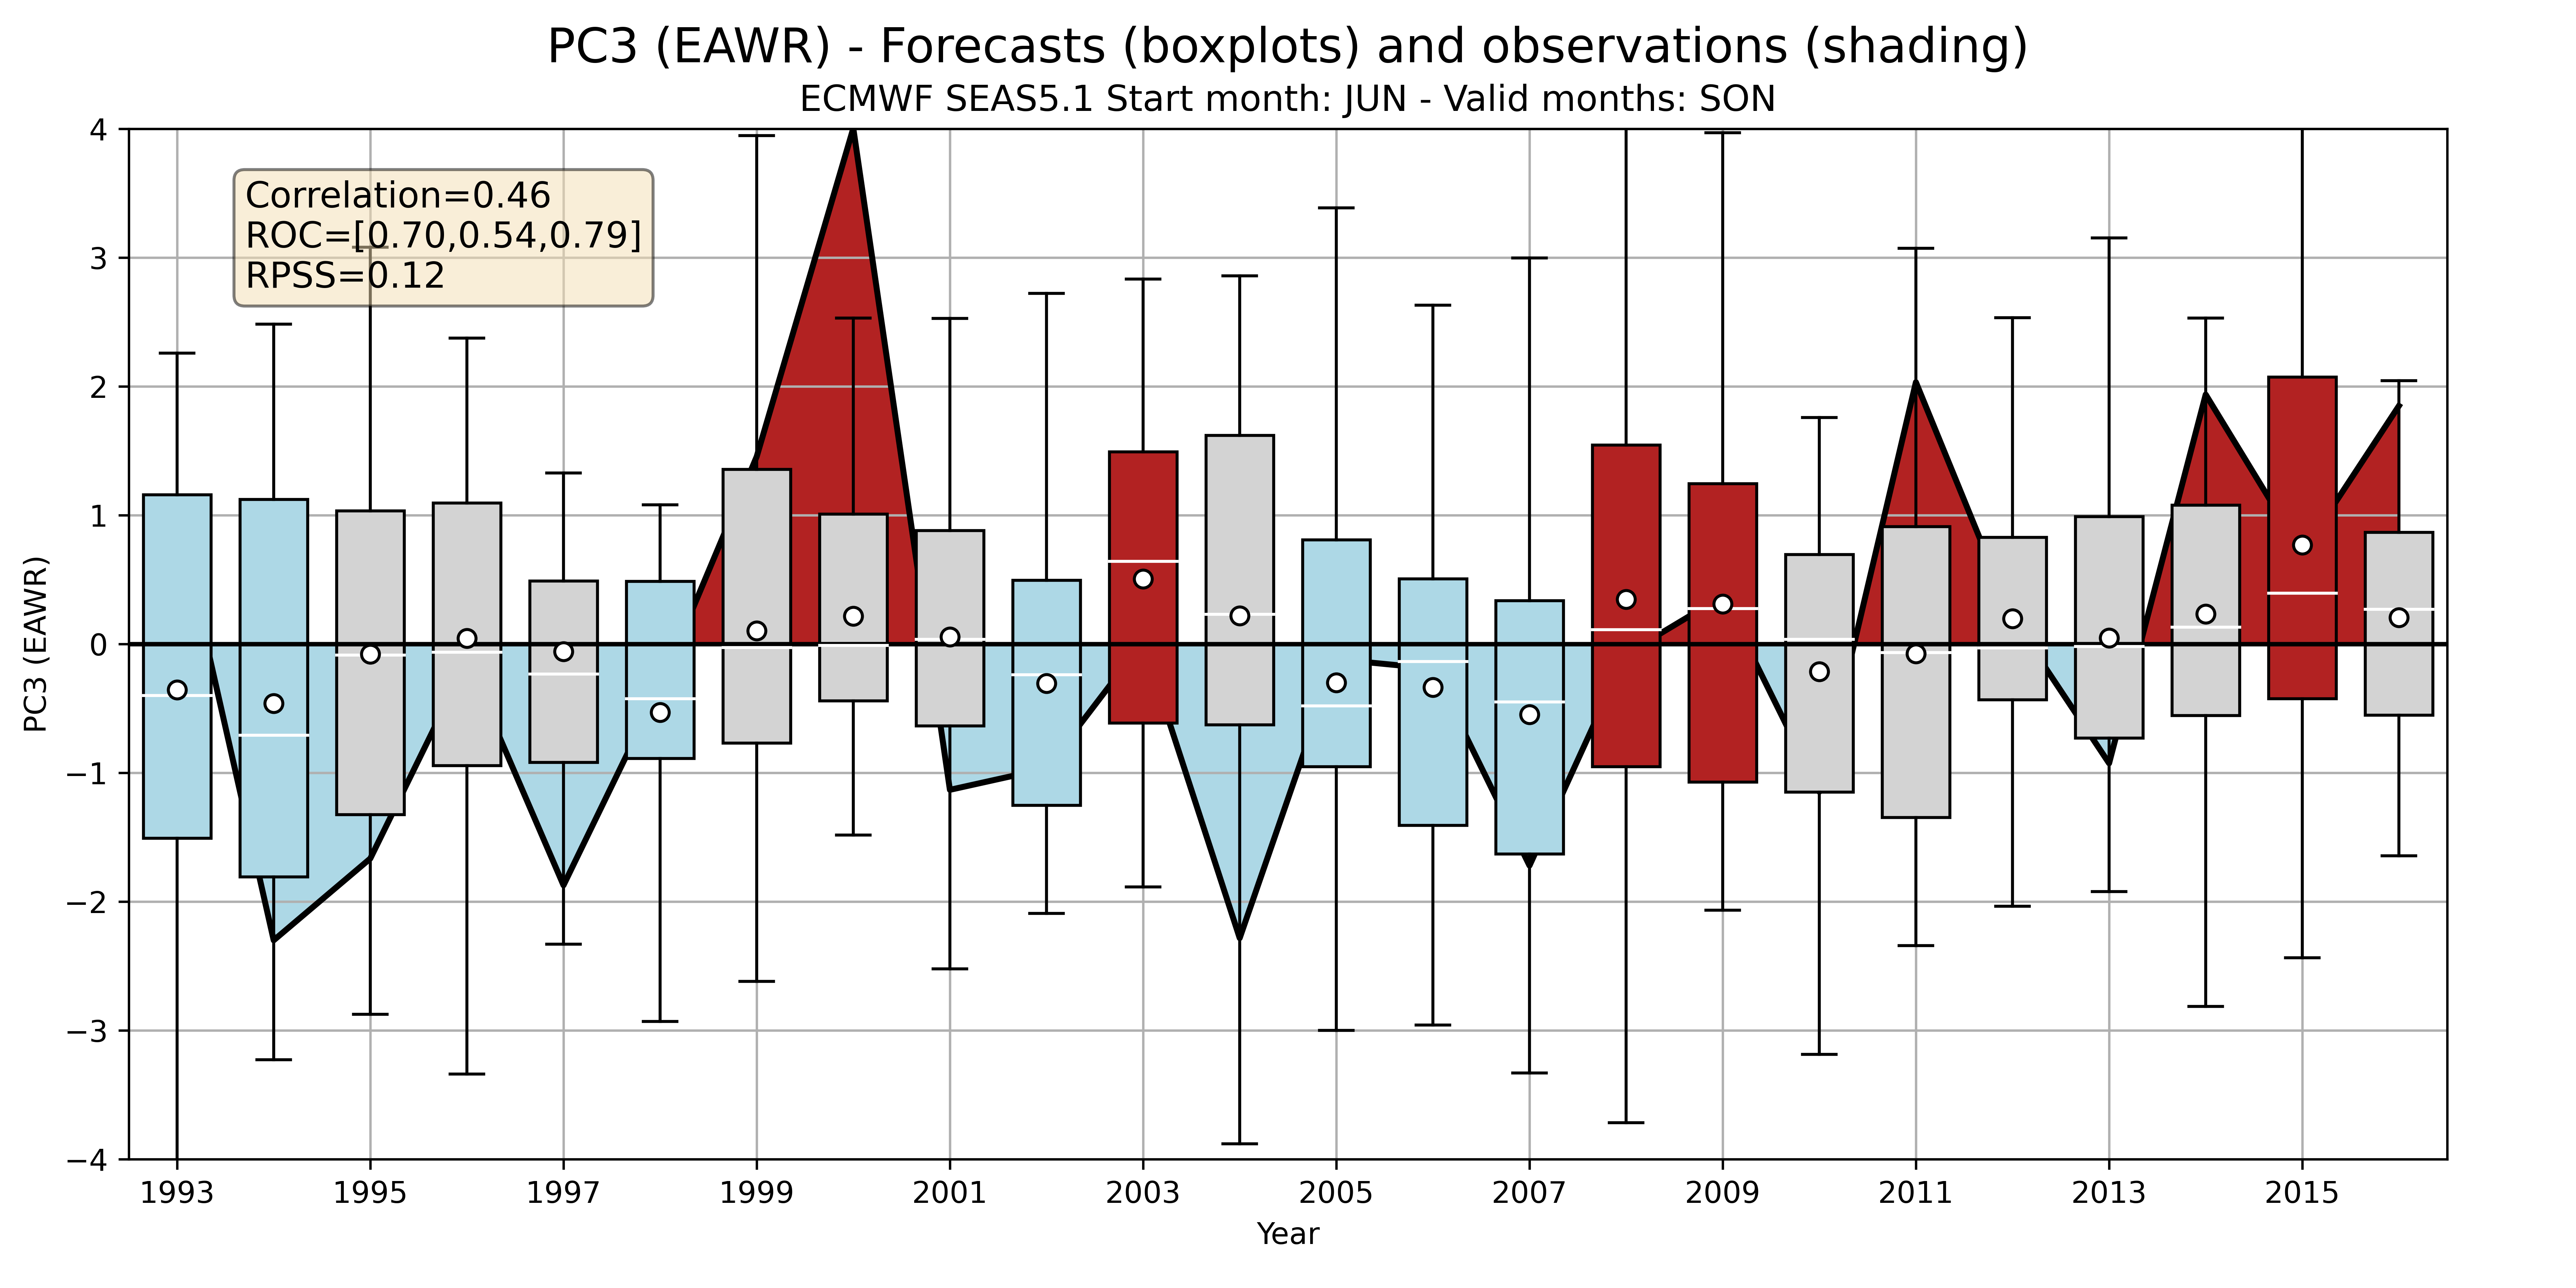 PC3 (EAWR) - Forecasts (boxplots) and observations (shading)
ECMWF SEAS5.1 Start month: JUN - Valid months: SON
Correlation=0.46
ROC=[0.70,0.54,0.79]
RPSS=0.12
PC3 (EAWR)
4
3
2
1
0
−1
−2
−3
−4
1993 1995 1997 1999 2001 2003 2005 2007 2009 2011 2013 2015
Year